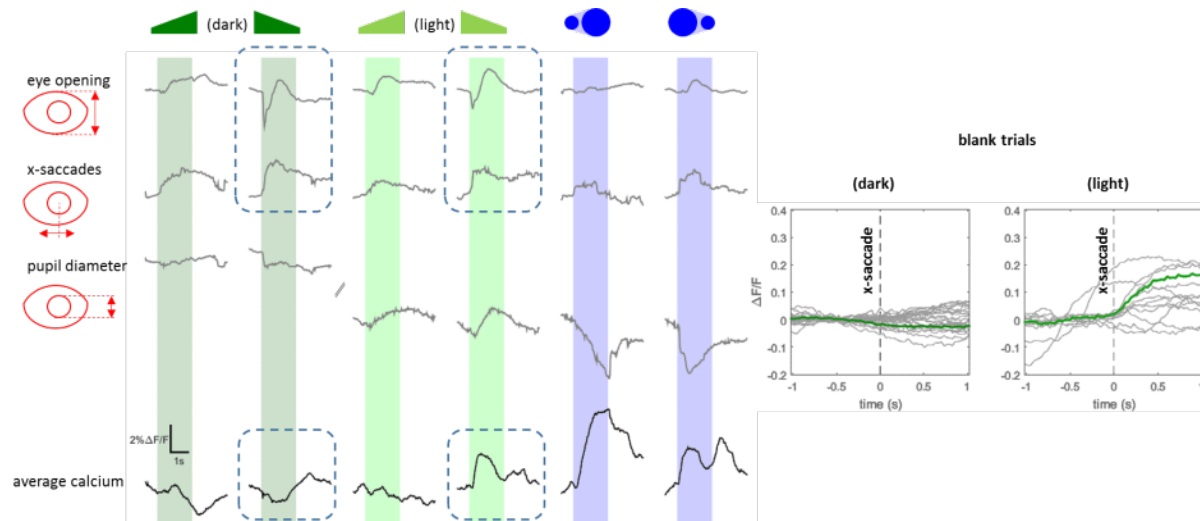 (dark)
(light)
eye opening
x-saccades
pupil diameter
2%ΔF/F
1s
average calcium
blank trials
(dark)
(light)
x-saccade
x-saccade
ΔF/F
0.4
0.3
0.2
0.1
0
-0.1
-0.2
-1
-0.5
0
0.5
1
time (s)
0.4
0.3
0.2
0.1
0
-0.1
-0.2
-1
-0.5
0
0.5
1
time (s)